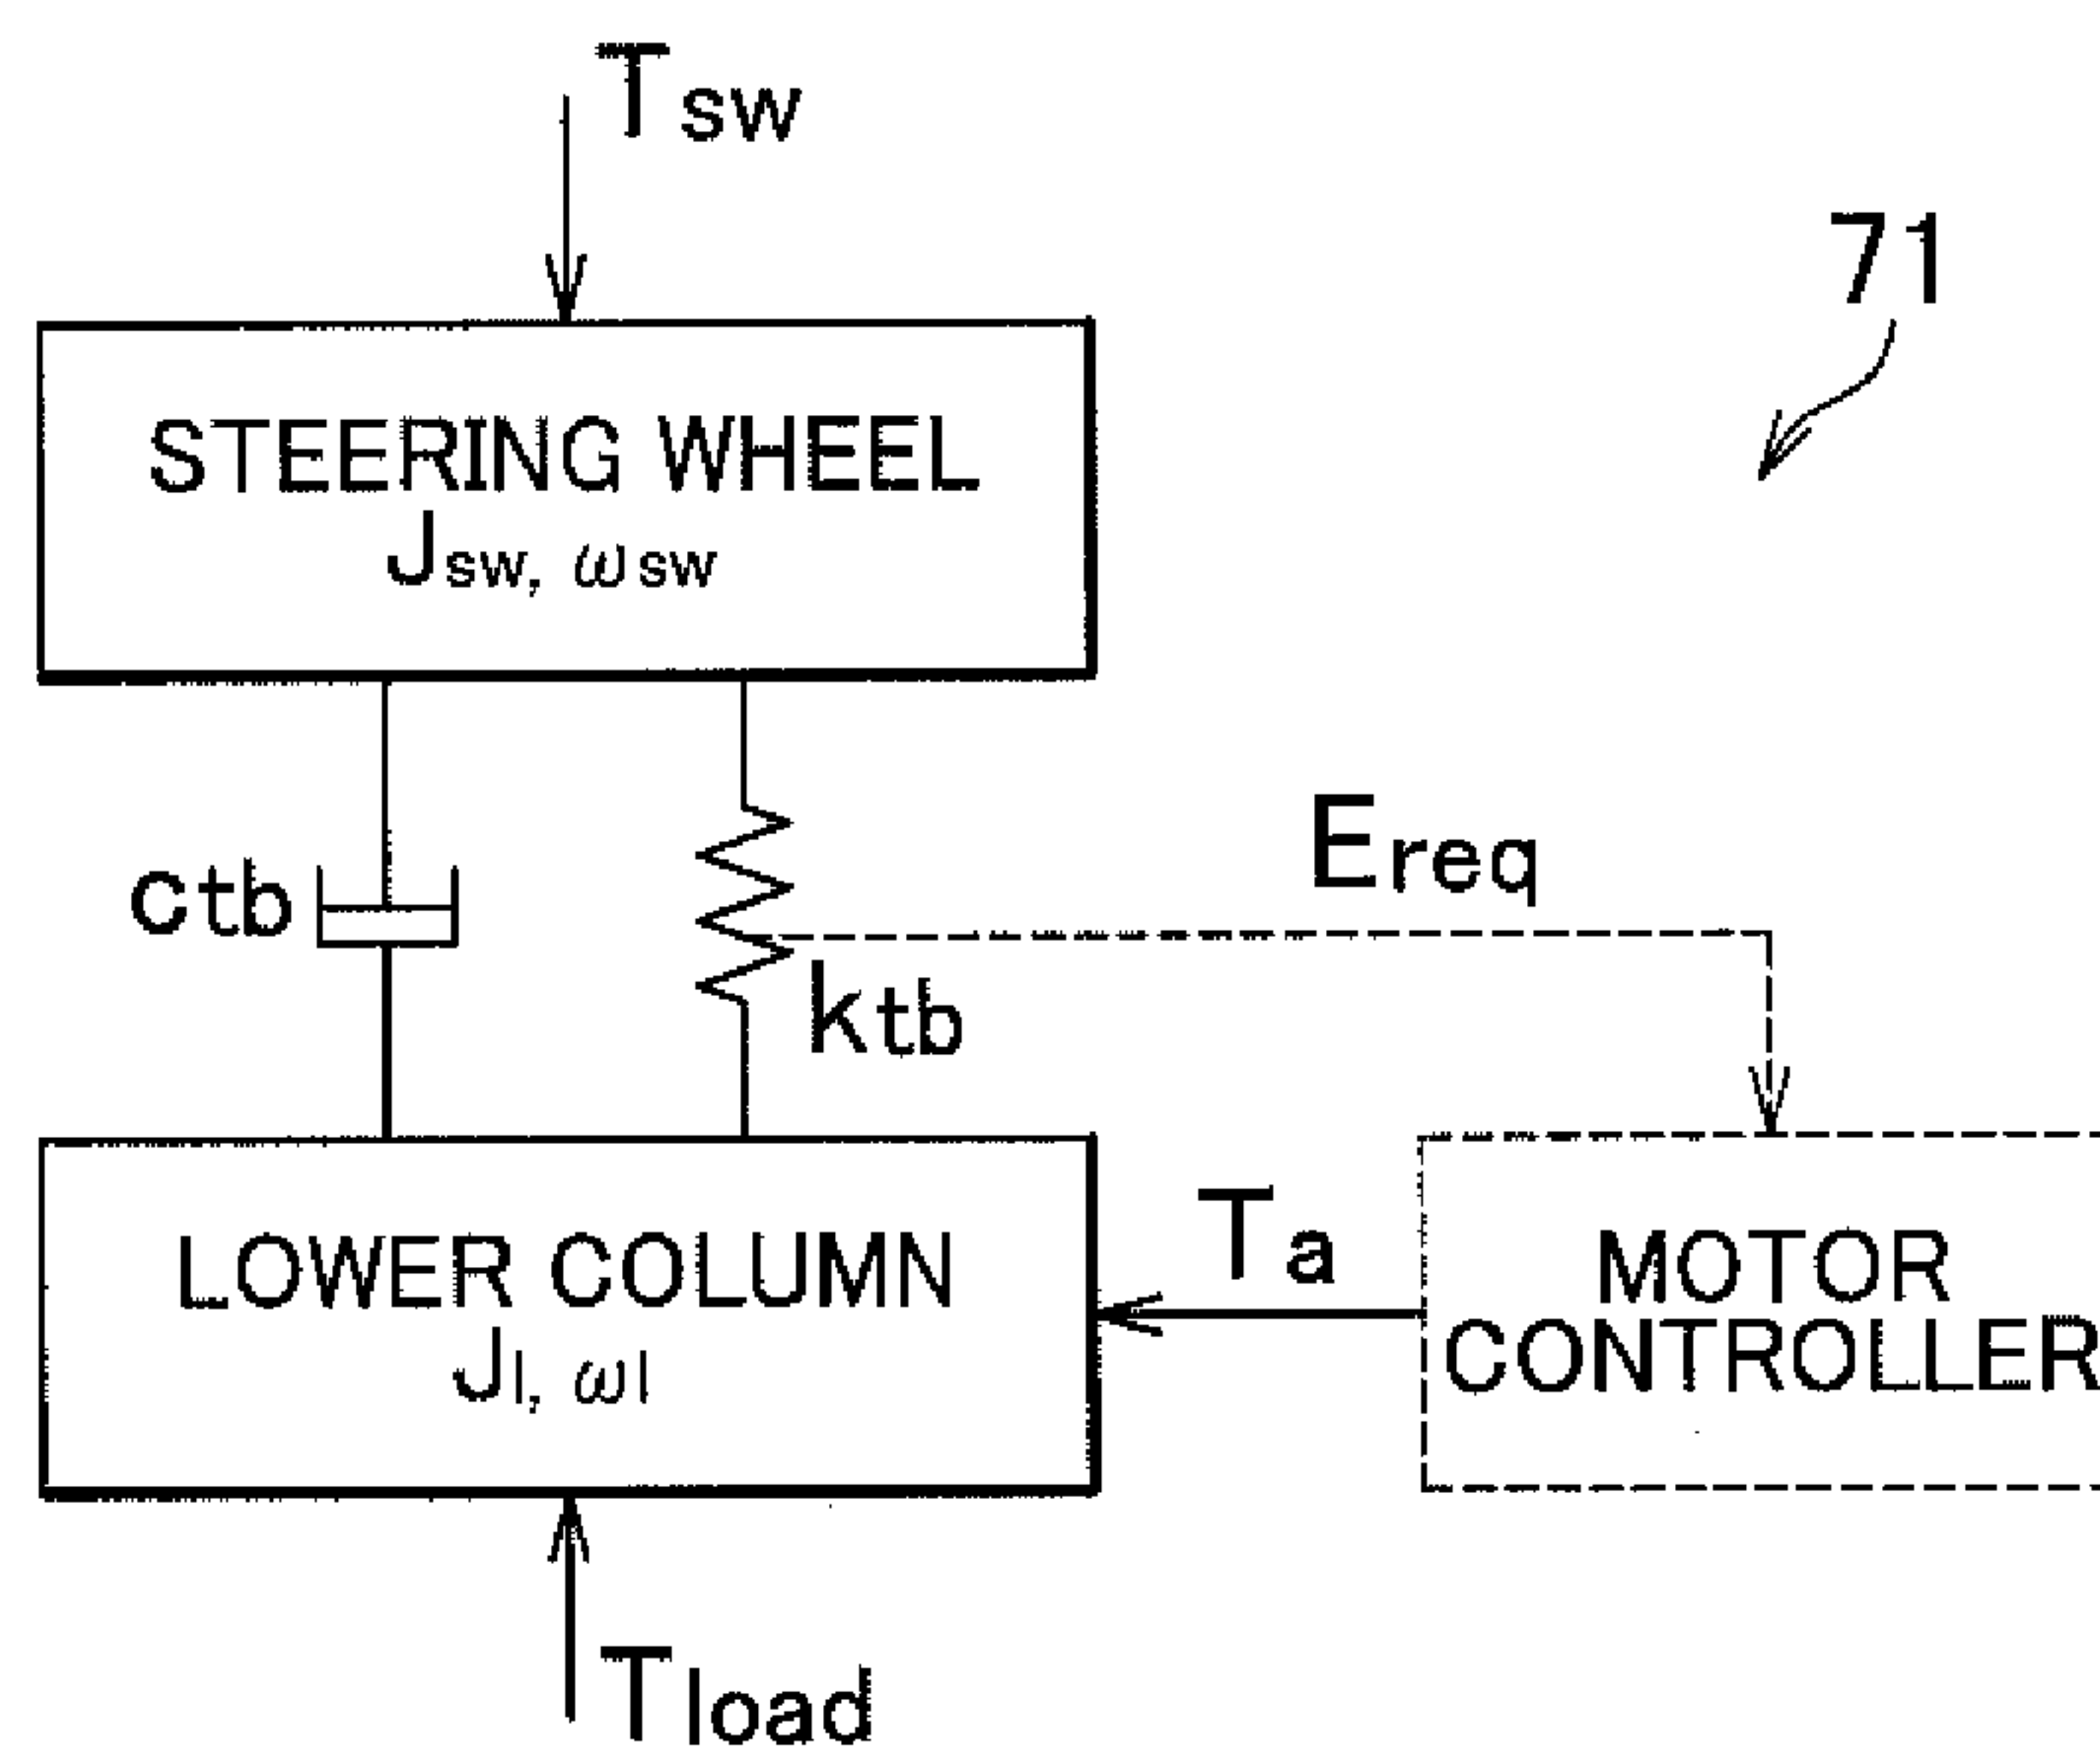 Tsw
71
STEERING WHEEL
Jsw, ωsw
Ereq
ctb
ktb
Ta
LOWER COLUMN
Jl, ωl
MOTOR
CONTROLLER
Tload